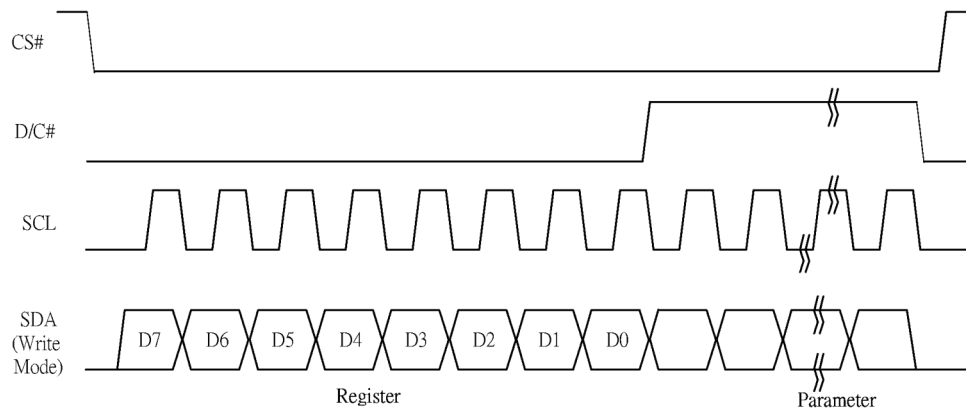 CS#
D/C#
SCL
SDA
(Write
Mode)
D7 D6 D5 D4 D3 D2 D1 D0
Register
Parameter